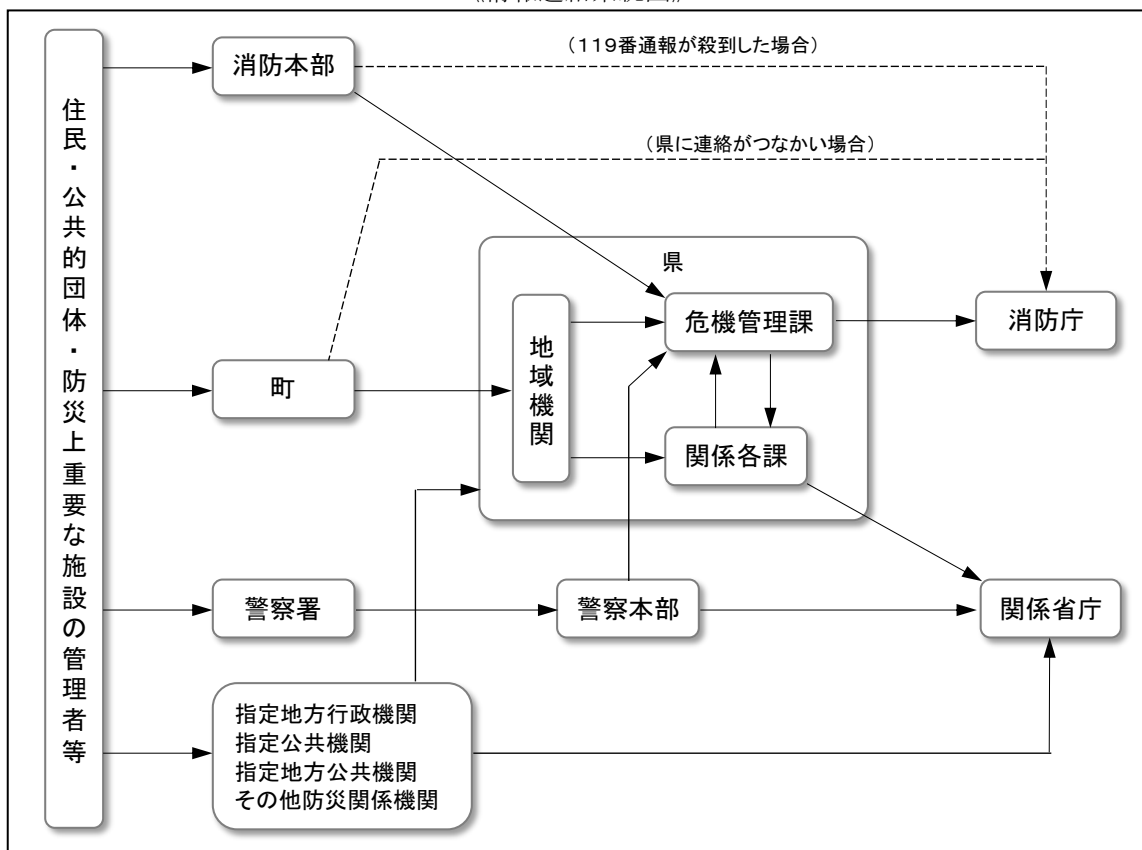 (119番通報が殺到した場合)
消防本部
住民・公共的団体・防災上重要な施設の管理者等
(県に連絡がつなかい場合)
県
危機管理課
消防庁
地域機関
町
関係各課
警察署
警察本部
関係省庁
指定地方行政機関
指定公共機関
指定地方公共機関
その他防災関係機関